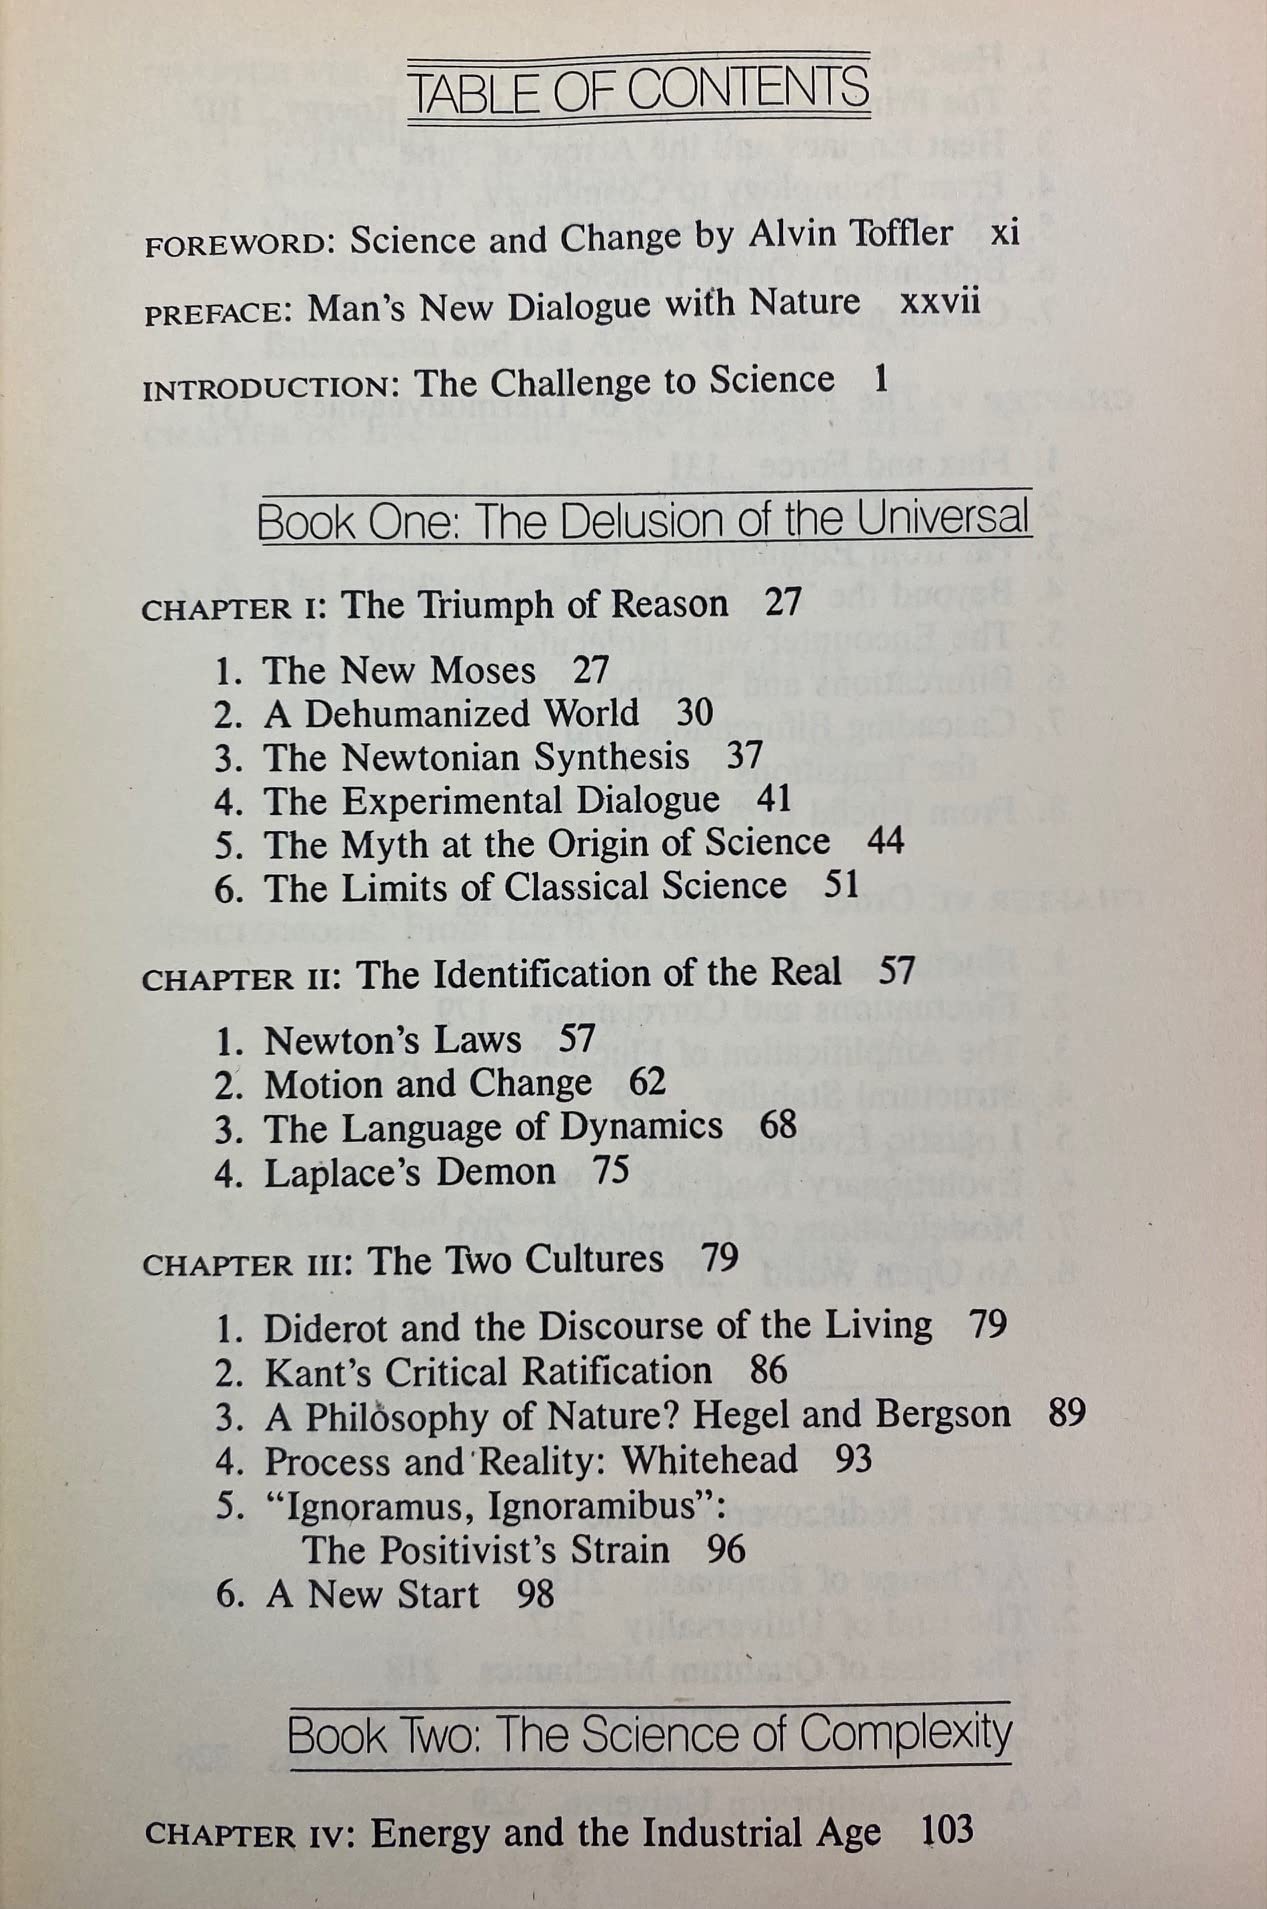 TABLE OF CONTENTS
FOREWORD: Science and Change by Alvin Toffler xi
PREFACE: Man's New Dialogue with Nature xxvii
INTRODUCTION: The Challenge to Science 1
Book One: The Delusion of the Universal
CHAPTER I: The Triumph of Reason 27
1. The New Moses 27
2. A Dehumanized World 30
3. The Newtonian Synthesis 37
4. The Experimental Dialogue 41
5. The Myth at the Origin of Science 44
6. The Limits of Classical Science 51
CHAPTER II: The Identification of the Real 57
1. Newton's Laws 57
2. Motion and Change 62
3. The Language of Dynamics 68
4. Laplace's Demon 75
CHAPTER III: The Two Cultures 79
1. Diderot and the Discourse of the Living 79
2. Kant's Critical Ratification 86
3. A Philosophy of Nature? Hegel and Bergson 89
4. Process and Reality: Whitehead 93
5. “Ignoramus, Ignoramibus”:
The Positivist's Strain 96
6. A New Start 98
Book Two: The Science of Complexity
CHAPTER IV: Energy and the Industrial Age 103